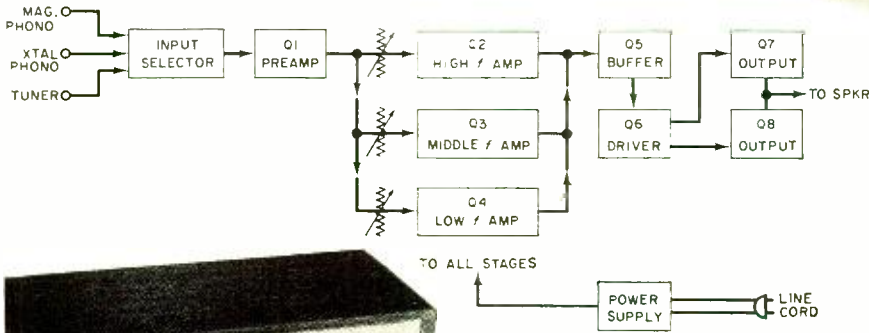 MAG.
PHONO
XTAL
PHONO
TUNER
INPUT
SELECTOR
Q1
PREAMP
Q2
HIGH f AMP
Q3
MIDDLE f AMP
Q4
LOW f AMP
Q5
BUFFER
Q6
DRIVER
Q7
OUTPUT
Q8
OUTPUT
TO SPKR
TO ALL STAGES
POWER
SUPPLY
LINE
CORD